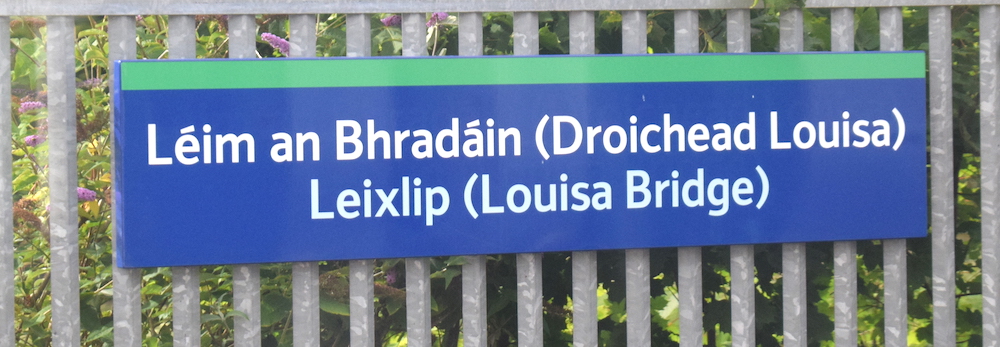 Léim an Bhradáin (Droichead Louisa)
Leixlip (Louisa Bridge)